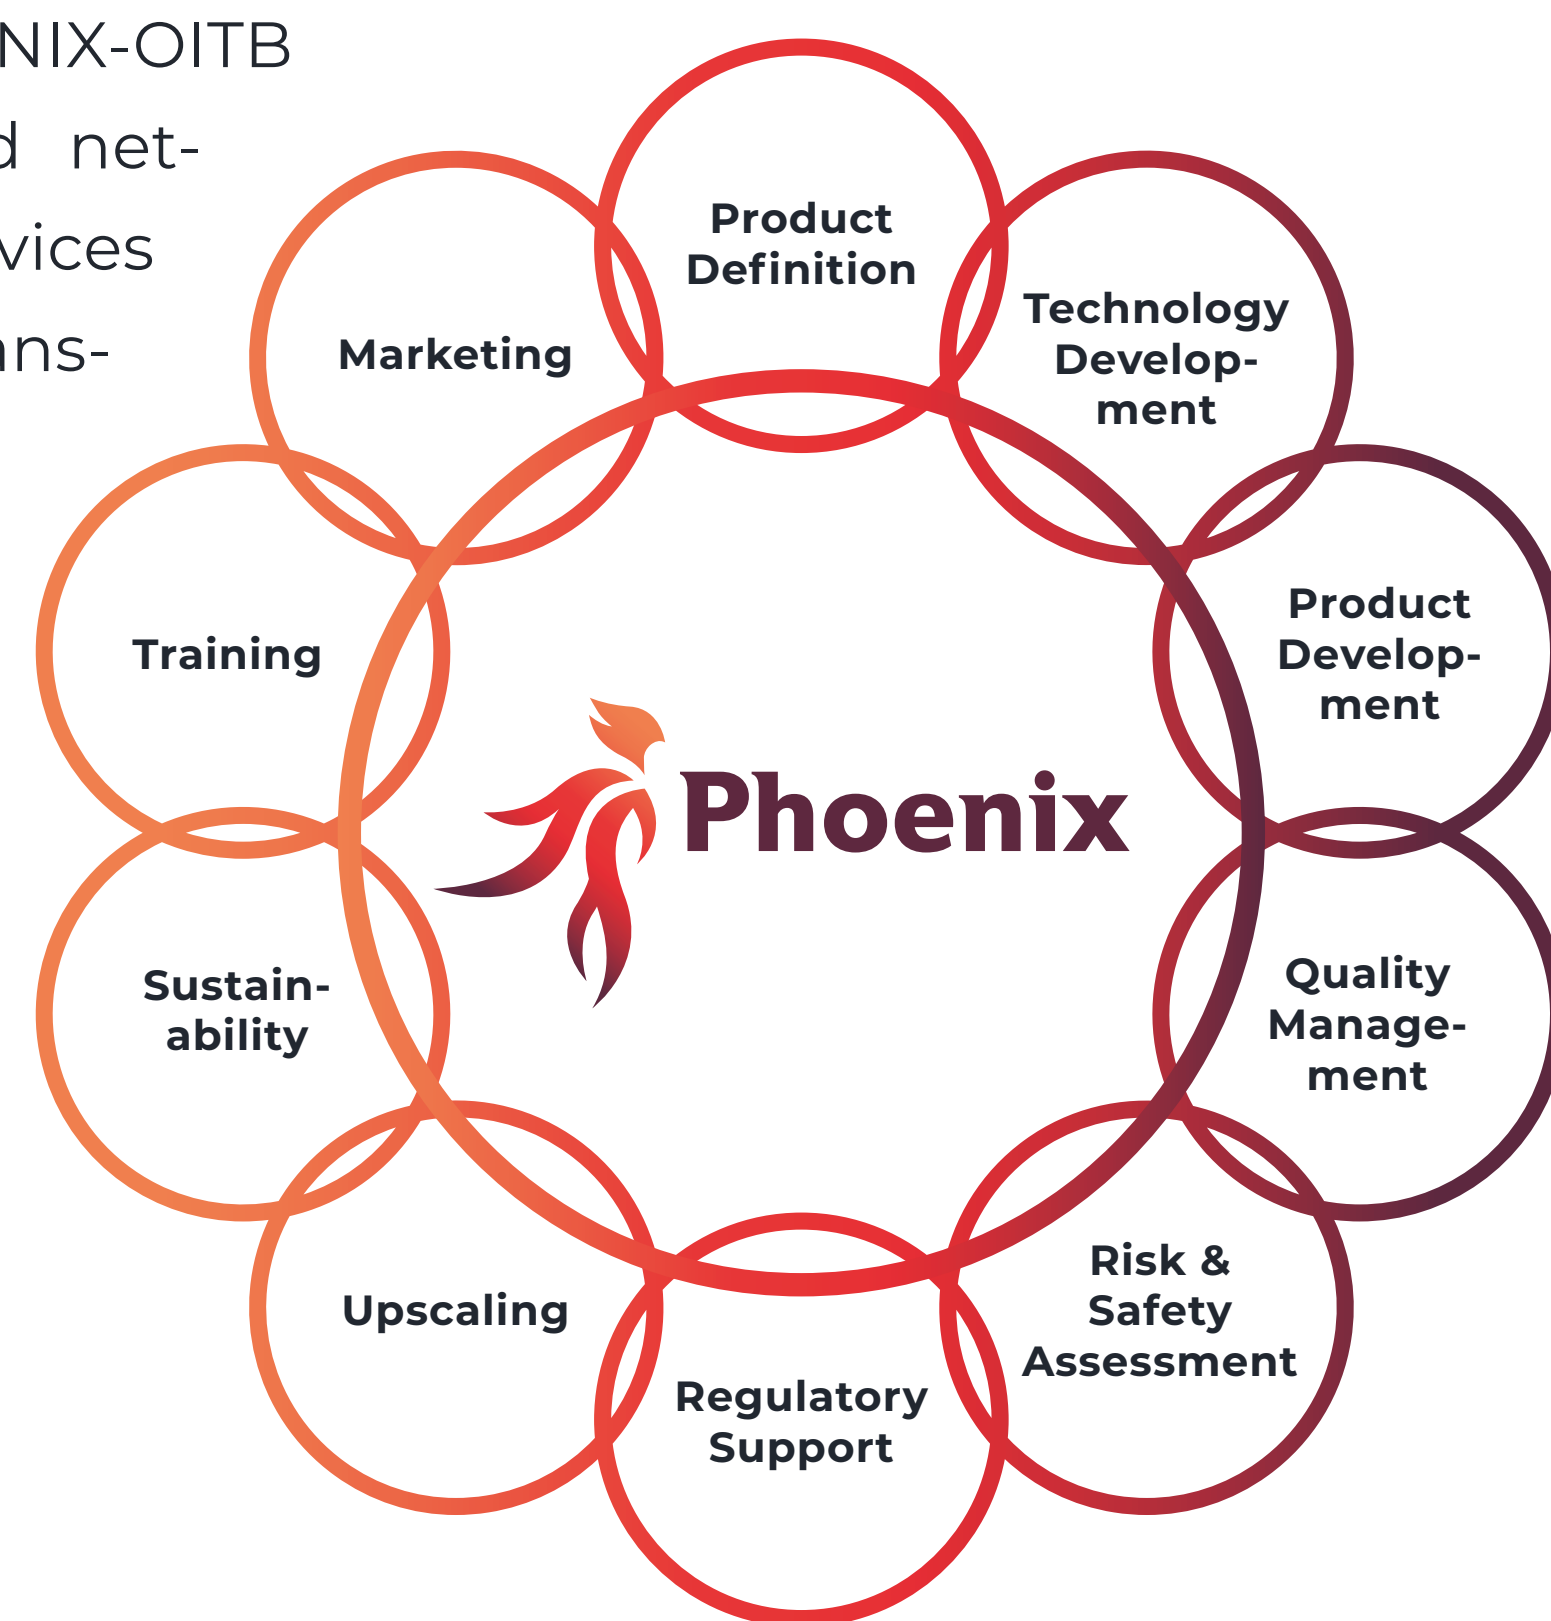 NIX-OITB
d net-
vices
ans-
Product
Definition
Technology
Develop-
ment
Product
Develop-
ment
Quality
Manage-
ment
Risk &
Safety
Assessment
Regulatory
Support
Upscaling
Sustain-
ability
Training
Marketing
Phoenix